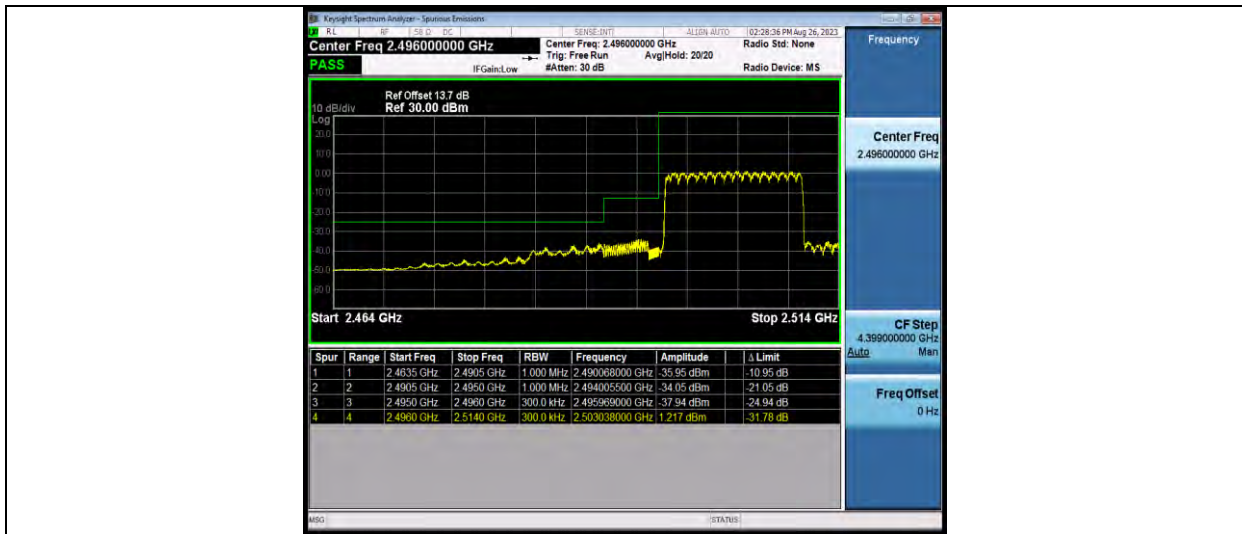 Keysight Spectrum Analyzer - Spurious Emissions
RL RF 50 Ω DC SENSE:INT ALIGN AUTO 02:28:36 PM Aug 26, 2023
Center Freq 2.496000000 GHz Center Freq: 2.496000000 GHz Radio Std: None
Trig: Free Run Avg|Hold: 20/20
PASS IFGain:Low #Atten: 30 dB Radio Device: MS
Frequency
Ref Offset 13.7 dB
10 dB/div Ref 30.00 dBm
Log
20.0
10.0
0.00
-10.0
-20.0
-30.0
-40.0
-50.0
-60.0
Start 2.464 GHz Stop 2.514 GHz
Center Freq
2.496000000 GHz
CF Step
4.399000000 GHz
Auto Man
Freq Offset
0 Hz
Spur Range Start Freq Stop Freq RBW Frequency Amplitude Δ Limit
1 1 2.4635 GHz 2.4905 GHz 1.000 MHz 2.490068000 GHz -35.95 dBm -10.95 dB
2 2 2.4905 GHz 2.4950 GHz 1.000 MHz 2.494005500 GHz -34.05 dBm -21.05 dB
3 3 2.4950 GHz 2.4960 GHz 300.0 kHz 2.495969000 GHz -37.94 dBm -24.94 dB
4 4 2.4960 GHz 2.5140 GHz 300.0 kHz 2.503038000 GHz 1.217 dBm -31.78 dB
MSG STATUS